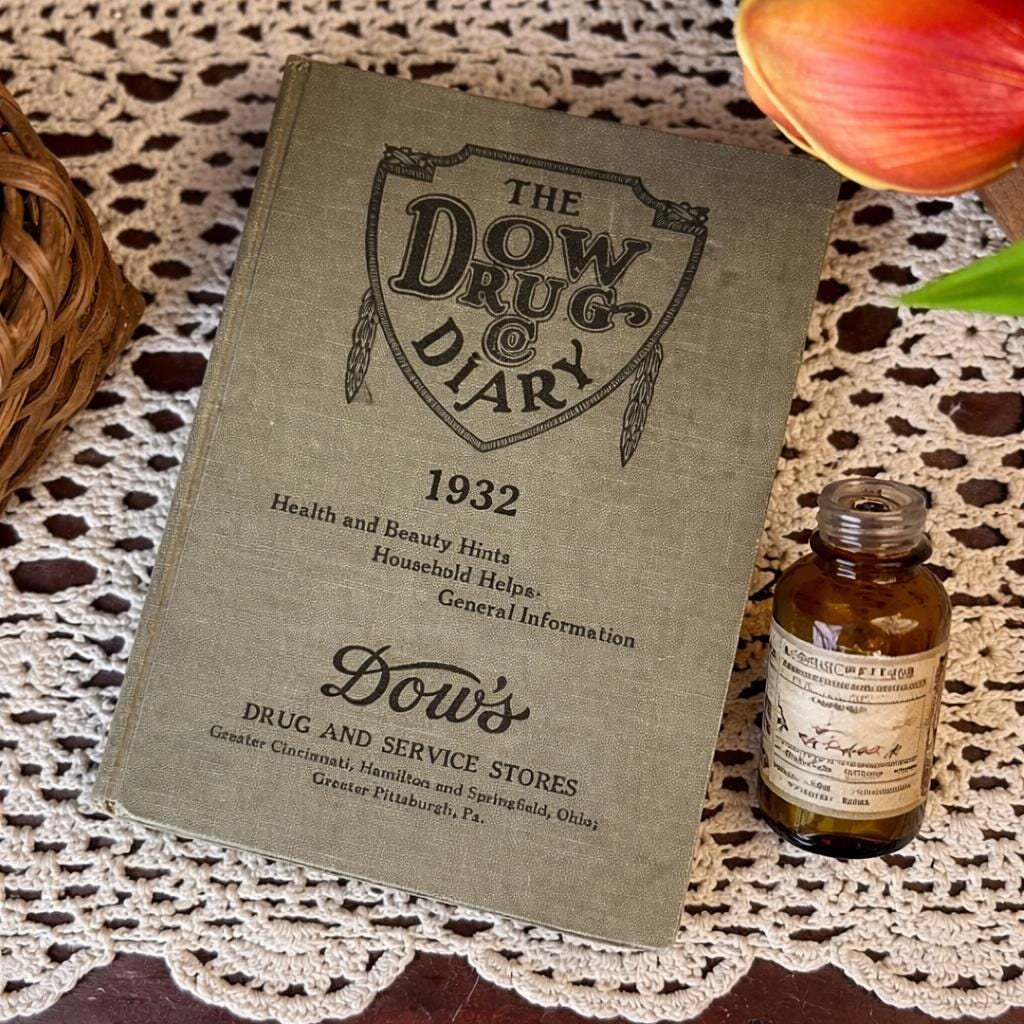 THE
DOW
DRUG
CO
DIARY
1932
Health and Beauty Hints
Household Helps-
General Information
Dow's
DRUG AND SERVICE STORES
Greater Cincinnati, Hamilton and Springfield, Ohio;
Greater Pittsburgh, Pa.